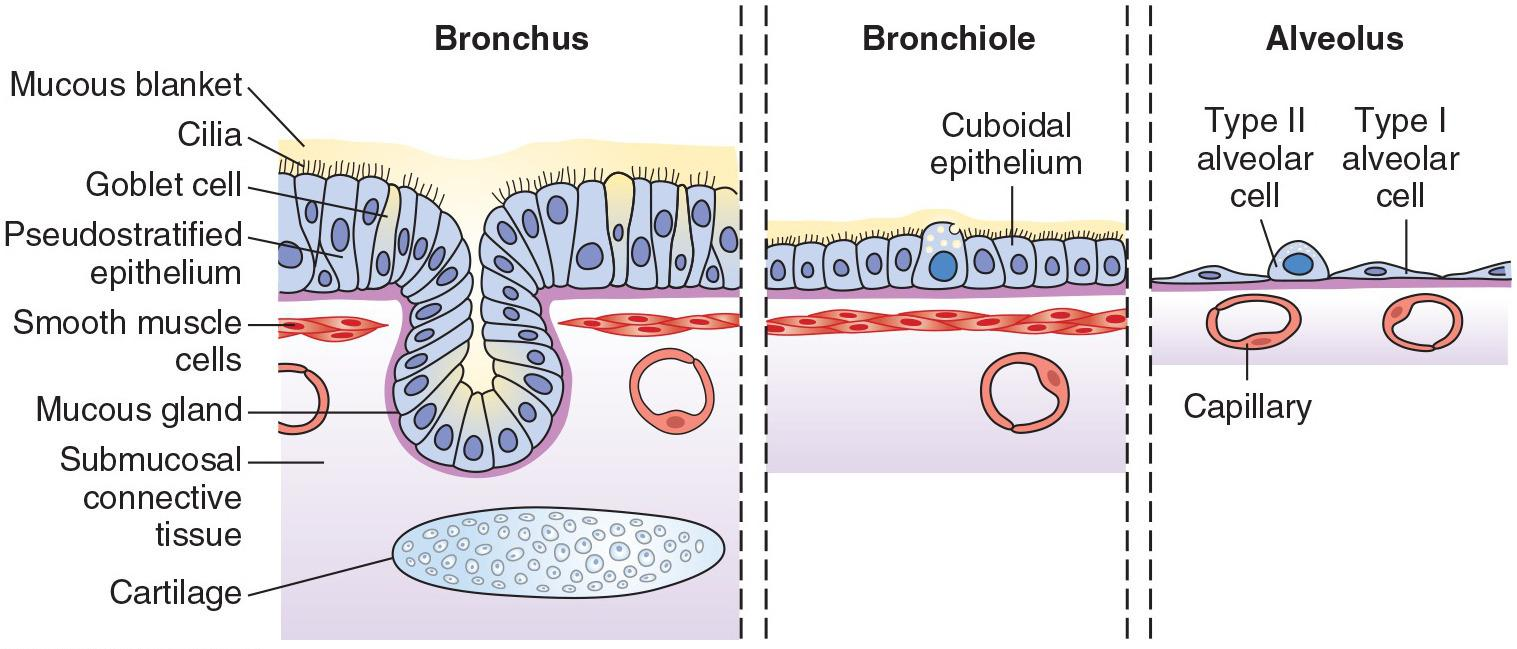 Bronchus
Mucous blanket
Cilia
Goblet cell
Pseudostratified
epithelium
Smooth muscle
cells
Mucous gland
Submucosal
connective
tissue
Cartilage
Bronchiole
Cuboidal
epithelium
Alveolus
Type II
alveolar
cell
Type I
alveolar
cell
Capillary